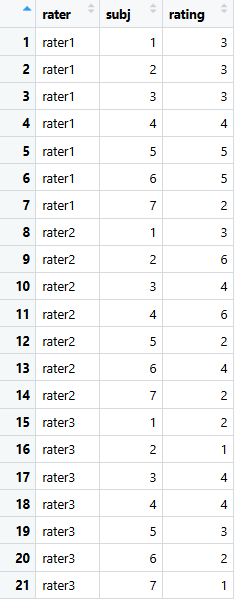 rater subj rating
1 rater1 1 3
2 rater1 2 3
3 rater1 3 3
4 rater1 4 4
5 rater1 5 5
6 rater1 6 5
7 rater1 7 2
8 rater2 1 3
9 rater2 2 6
10 rater2 3 4
11 rater2 4 6
12 rater2 5 2
13 rater2 6 4
14 rater2 7 2
15 rater3 1 2
16 rater3 2 1
17 rater3 3 4
18 rater3 4 4
19 rater3 5 3
20 rater3 6 2
21 rater3 7 1